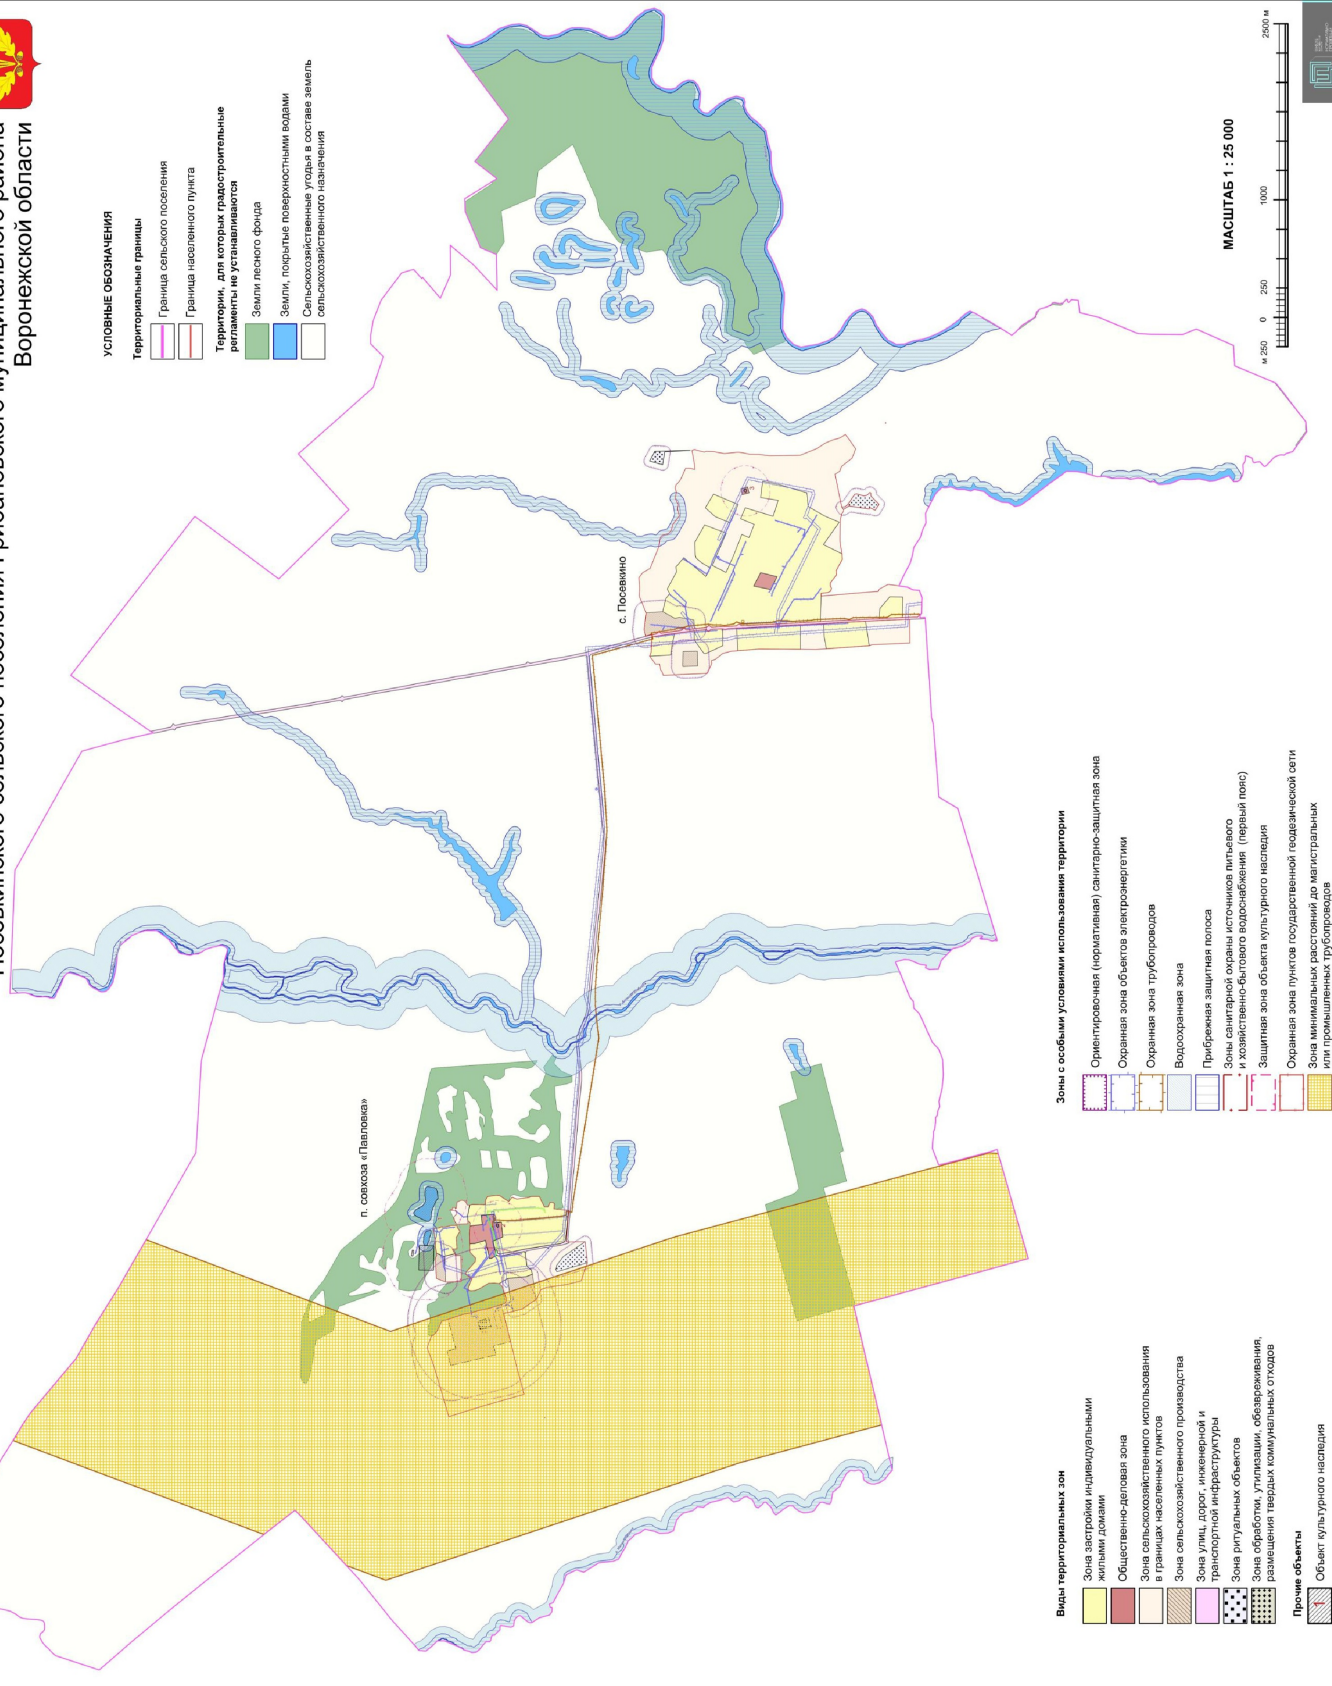 Воронежской области
УСЛОВНЫЕ ОБОЗНАЧЕНИЯ
Территориальные границы
Граница сельского поселения
Граница населенного пункта
Территории, для которых градостроительные
регламенты не устанавливаются
Земли лесного фонда
Земли, покрытые поверхностными водами
Сельскохозяйственные угодья в составе земель
сельскохозяйственного назначения
с. Посевкино
п. совхоза «Павловка»
МАСШТАБ 1 : 25 000
м 250
0
250
1000
2500 м
Виды территориальных зон
Зона застройки индивидуальными
жилыми домами
Общественно-деловая зона
Зона сельскохозяйственного использования
в границах населенных пунктов
Зона сельскохозяйственного производства
Зона улиц, дорог, инженерной и
транспортной инфраструктуры
Зона ритуальных объектов
Зона обработки, утилизации, обезвреживания,
размещения твердых коммунальных отходов
Прочие объекты
1
Объект культурного наследия
Зоны с особыми условиями использования территории
Ориентировочная (нормативная) санитарно-защитная зона
Охранная зона объектов электроэнергетики
Охранная зона трубопроводов
Водоохранная зона
Прибрежная защитная полоса
Зоны санитарной охраны источников питьевого
и хозяйственно-бытового водоснабжения (первый пояс)
Защитная зона объекта культурного наследия
Охранная зона пунктов государственной геодезической сети
Зона минимальных расстояний до магистральных
или промышленных трубопроводов